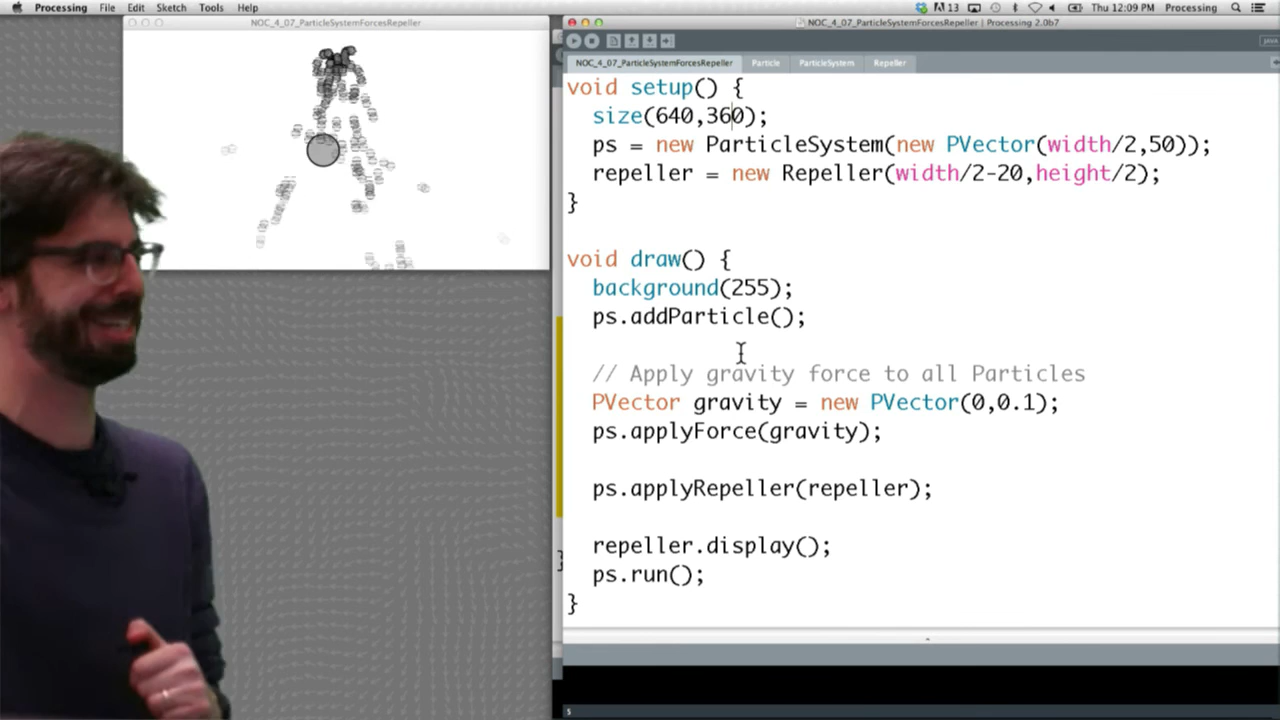 Processing File Edit Sketch Tools Help
13 Thu 12:09 PM Processing
NOC_4_07_ParticleSystemForcesRepeller
NOC_4_07_ParticleSystemForcesRepeller | Processing 2.0b7
NOC_4_07_ParticleSystemForcesRepeller Particle ParticleSystem Repeller
void setup() {
size(640,360);
ps = new ParticleSystem(new PVector(width/2,50));
repeller = new Repeller(width/2-20,height/2);
}
void draw() {
background(255);
ps.addParticle();
// Apply gravity force to all Particles
PVector gravity = new PVector(0,0.1);
ps.applyForce(gravity);
ps.applyRepeller(repeller);
repeller.display();
ps.run();
}